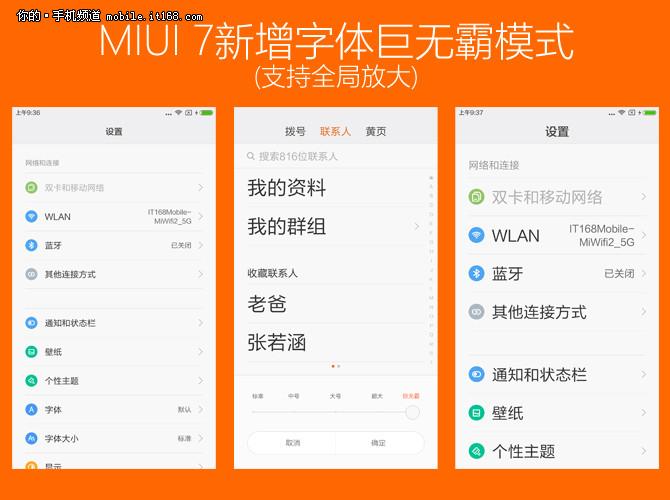 你的·手机频道 mobile.it168.com
MIUI 7新增字体巨无霸模式
(支持全局放大)
上午9:36
设置
网络和连接
双卡和移动网络
WLAN
IT168Mobile-
MiWifi2_5G
蓝牙
已关闭
其他连接方式
通知和状态栏
壁纸
个性主题
字体
默认
字体大小
标准
显示
拨号 联系人 黄页
搜索816位联系人
我的资料
我的群组
收藏联系人
老爸
张若涵
标准 中号 大号 超大 巨无霸
取消 确定
上午9:37
设置
网络和连接
双卡和移动网络
WLAN
IT168Mobile-
MiWifi2_5G
蓝牙
已关闭
其他连接方式
通知和状态栏
壁纸
个性主题